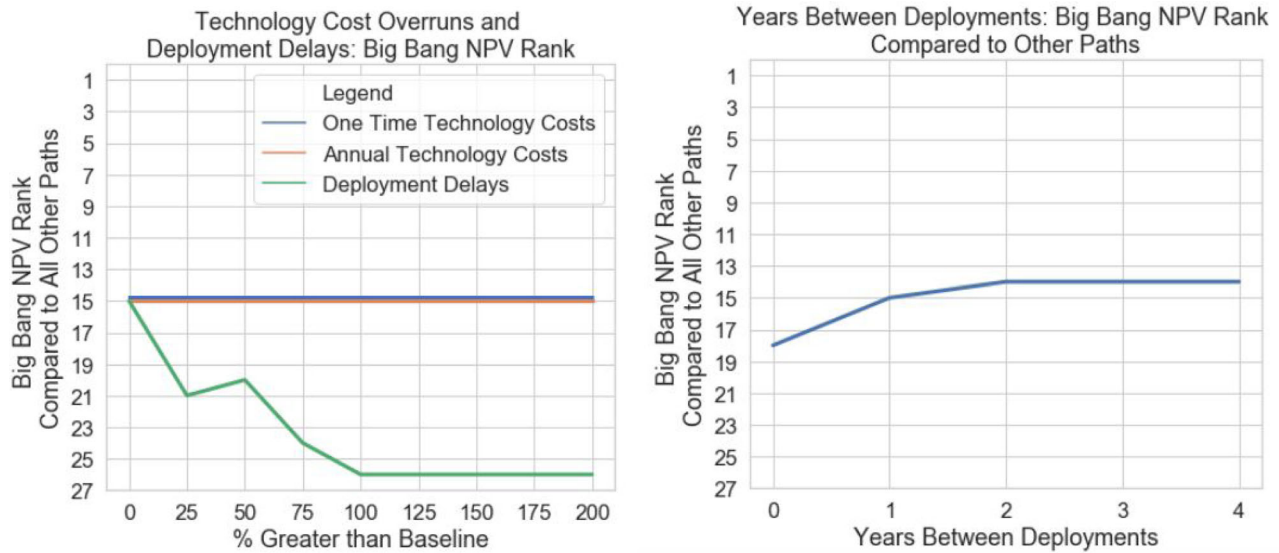 Technology Cost Overruns and
Deployment Delays: Big Bang NPV Rank
Big Bang NPV Rank
Compared to All Other Paths
1
3
5
7
9
11
13
15
17
19
21
23
25
27
Legend
One Time Technology Costs
Annual Technology Costs
Deployment Delays
0 25 50 75 100 125 150 175 200
% Greater than Baseline
Years Between Deployments: Big Bang NPV Rank
Compared to Other Paths
Big Bang NPV Rank
Compared to All Other Paths
1
3
5
7
9
11
13
15
17
19
21
23
25
27
0 1 2 3 4
Years Between Deployments